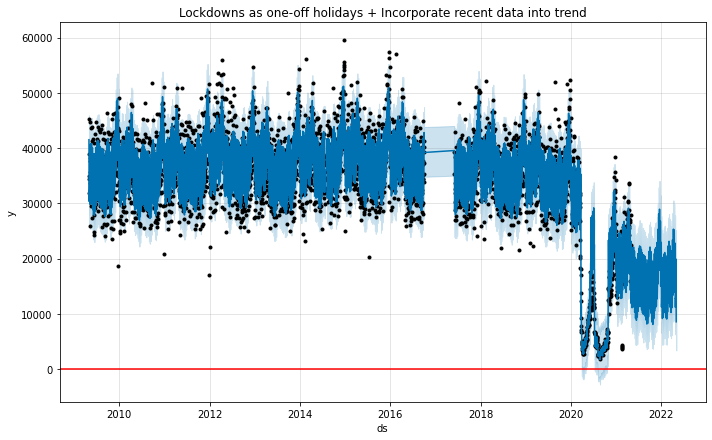 Lockdowns as one-off holidays + Incorporate recent data into trend
60000
50000
40000
30000
20000
10000
0
y
2010 2012 2014 2016 2018 2020 2022
ds